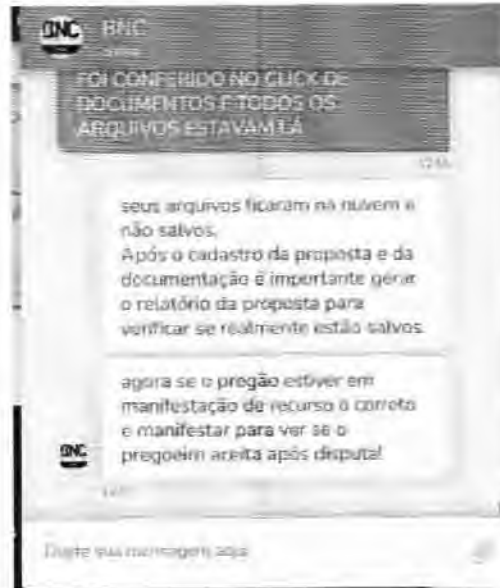 BNC
BNC
FOI CONFERIDO NO CLICK DE
DOCUMENTOS E TODOS OS
ARQUIVOS ESTAVAM LÁ
seus arquivos ficaram na nuvem e
não salvos.
Após o cadastro da proposta e da
documentação é importante gerar
o relatório da proposta para
verificar se realmente estão salvos.
agora se o pregão estiver em
manifestação de recurso o correto
e manifestar para ver se o
pregoeiro aceita após disputa!
BNC
Digite sua mensagem aqui